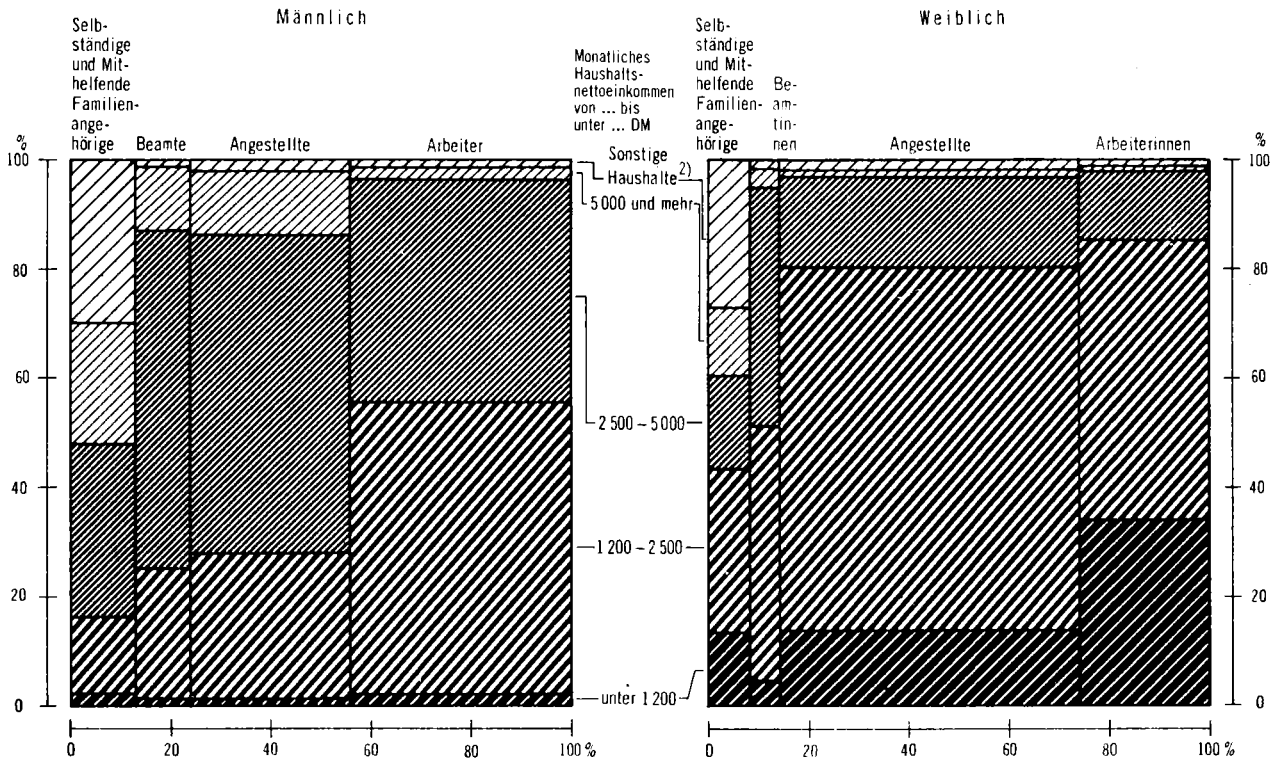 Männlich
Selb-
ständige
und Mit-
helfende
Familien-
ange-
hörige
Beamte
Angestellte
Arbeiter
%
100
80
60
40
20
0
0
20
40
60
80
100 %
Monatliches
Haushalts-
nettoeinkommen
von ... bis
unter ... DM
Sonstige
Haushalte 2)
5 000 und mehr
2 500 – 5 000
1 200 – 2 500
unter 1 200
Weiblich
Selb-
ständige
und Mit-
helfende
Familien-
ange-
hörige
Be-
am-
tin-
nen
Angestellte
Arbeiterinnen
%
100
80
60
40
20
0
0
20
40
60
80
100 %